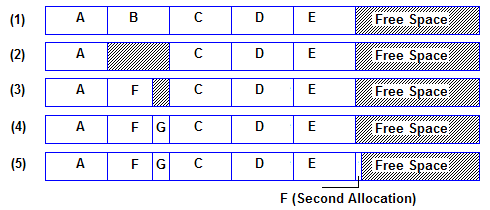 (1) A B C D E Free Space
(2) A C D E Free Space
(3) A F C D E Free Space
(4) A F G C D E Free Space
(5) A F G C D E Free Space
F (Second Allocation)